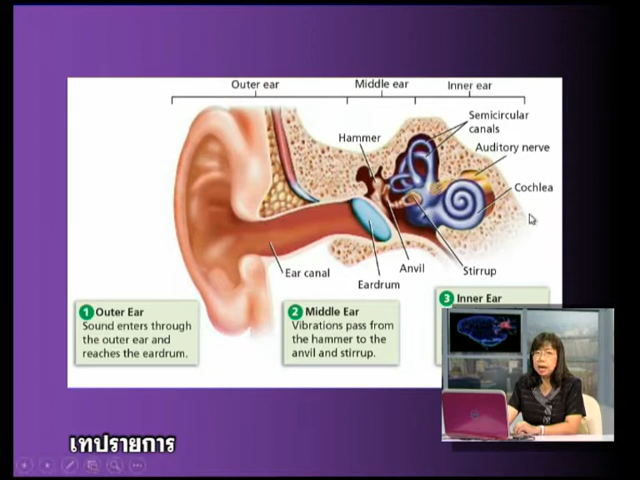 Outer ear
Middle ear
Inner ear
Semicircular
canals
Hammer
Auditory nerve
Cochlea
Ear canal
Eardrum
Anvil
Stirrup
1 Outer Ear
Sound enters through
the outer ear and
reaches the eardrum.
2 Middle Ear
Vibrations pass from
the hammer to the
anvil and stirrup.
3 Inner Ear
เทปรายการ